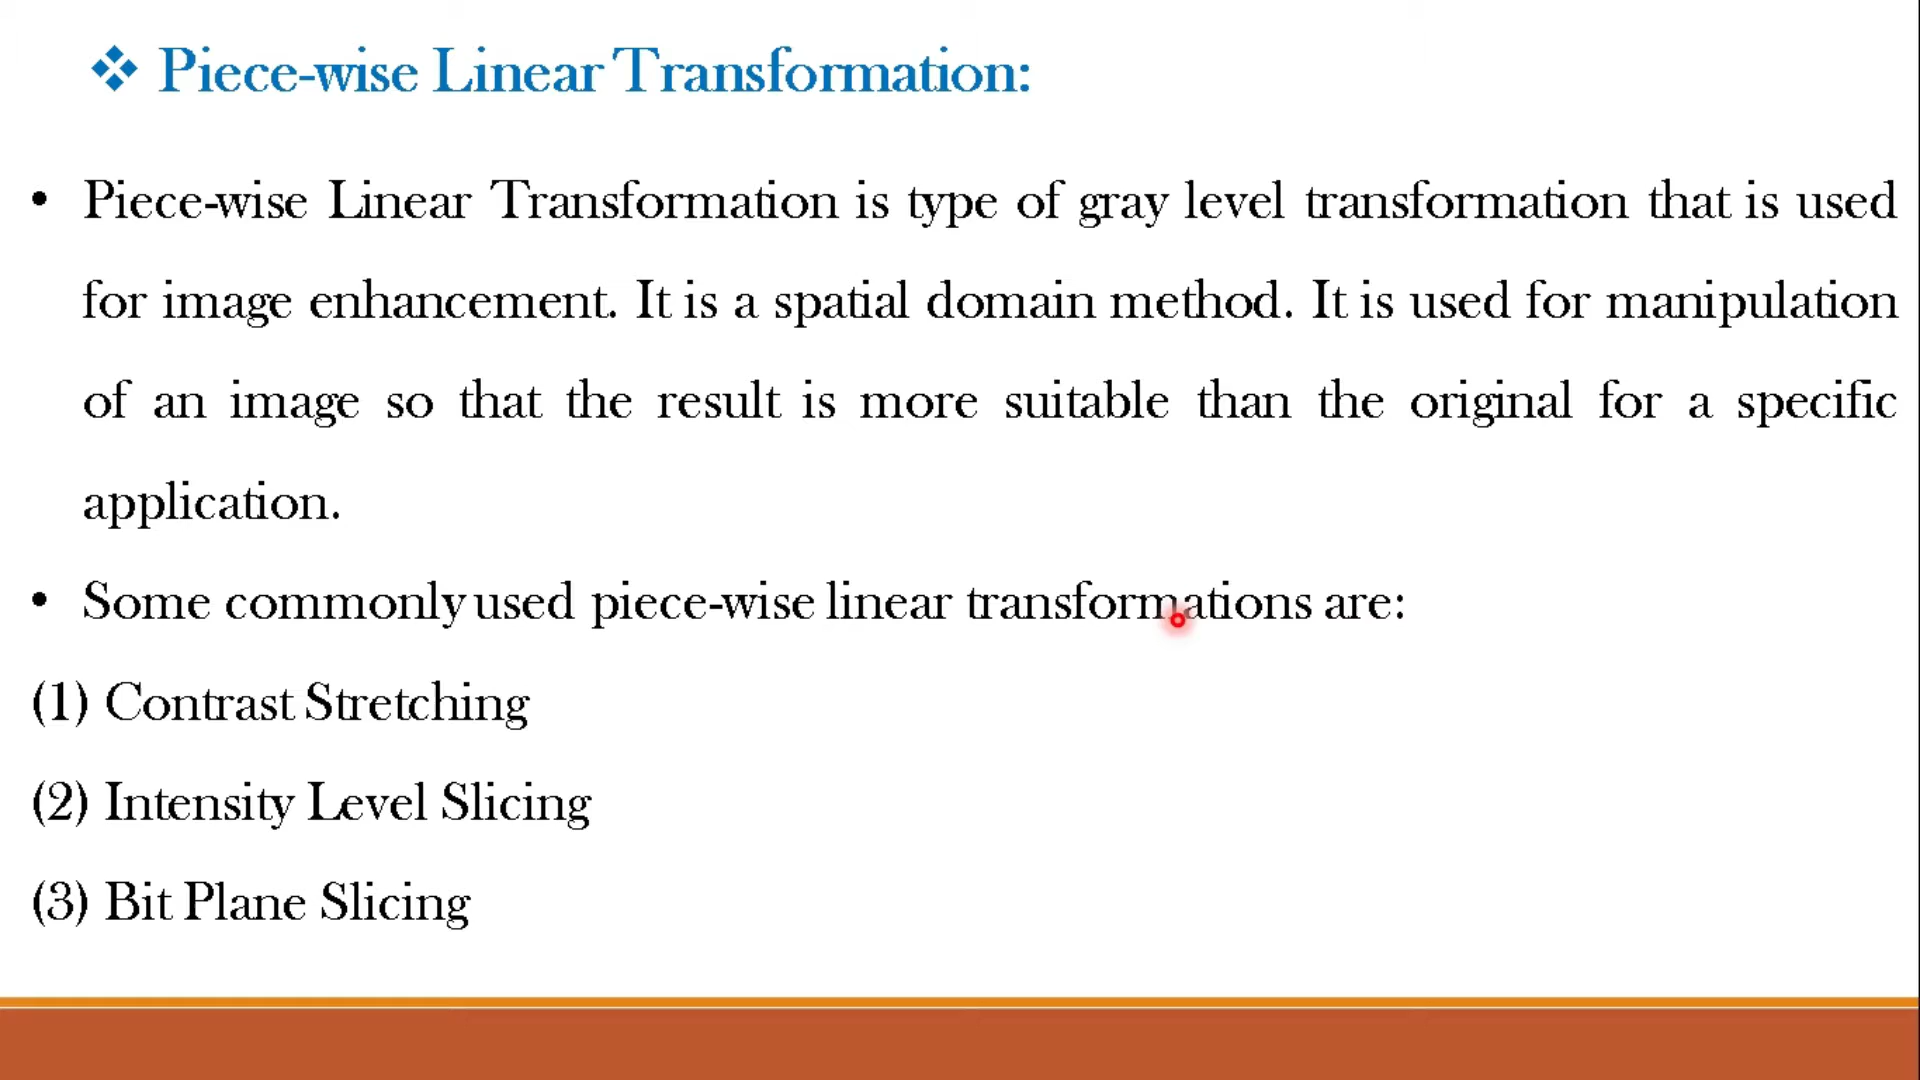 Piece-wise Linear Transformation:
• Piece-wise Linear Transformation is type of gray level transformation that is used
for image enhancement. It is a spatial domain method. It is used for manipulation
of an image so that the result is more suitable than the original for a specific
application.
• Some commonly used piece-wise linear transformations are:
(1) Contrast Stretching
(2) Intensity Level Slicing
(3) Bit Plane Slicing